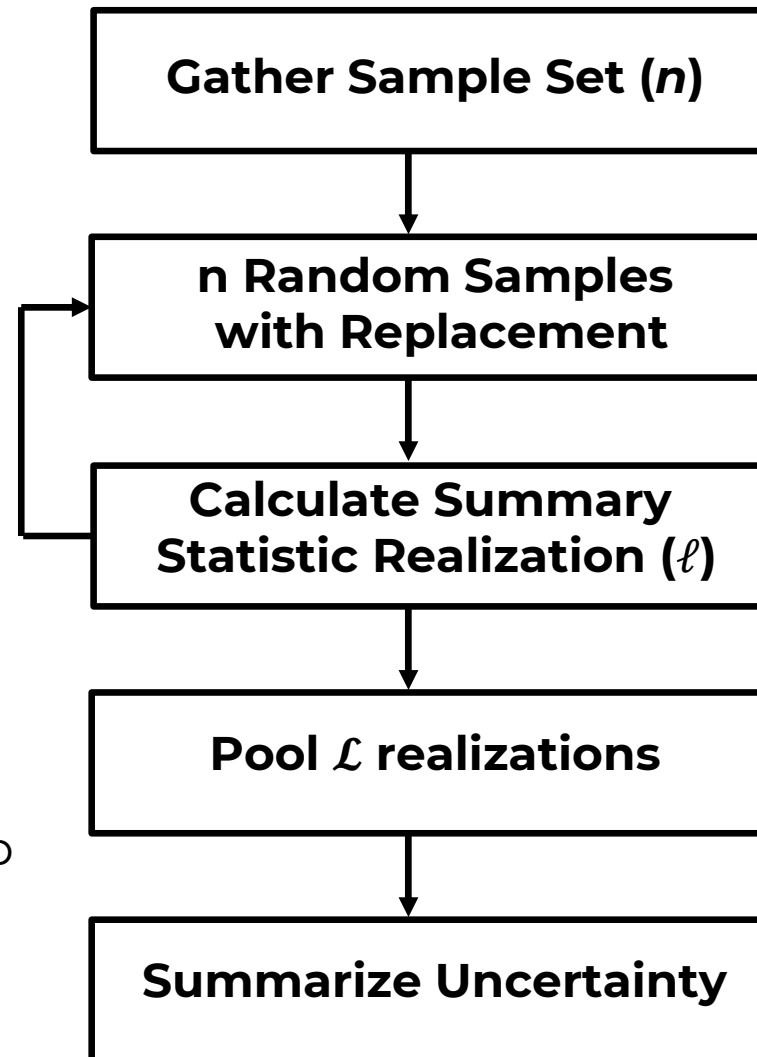 Gather Sample Set (n)
n Random Samples
with Replacement
Calculate Summary
Statistic Realization (ℓ)
Pool ℒ realizations
o
Summarize Uncertainty